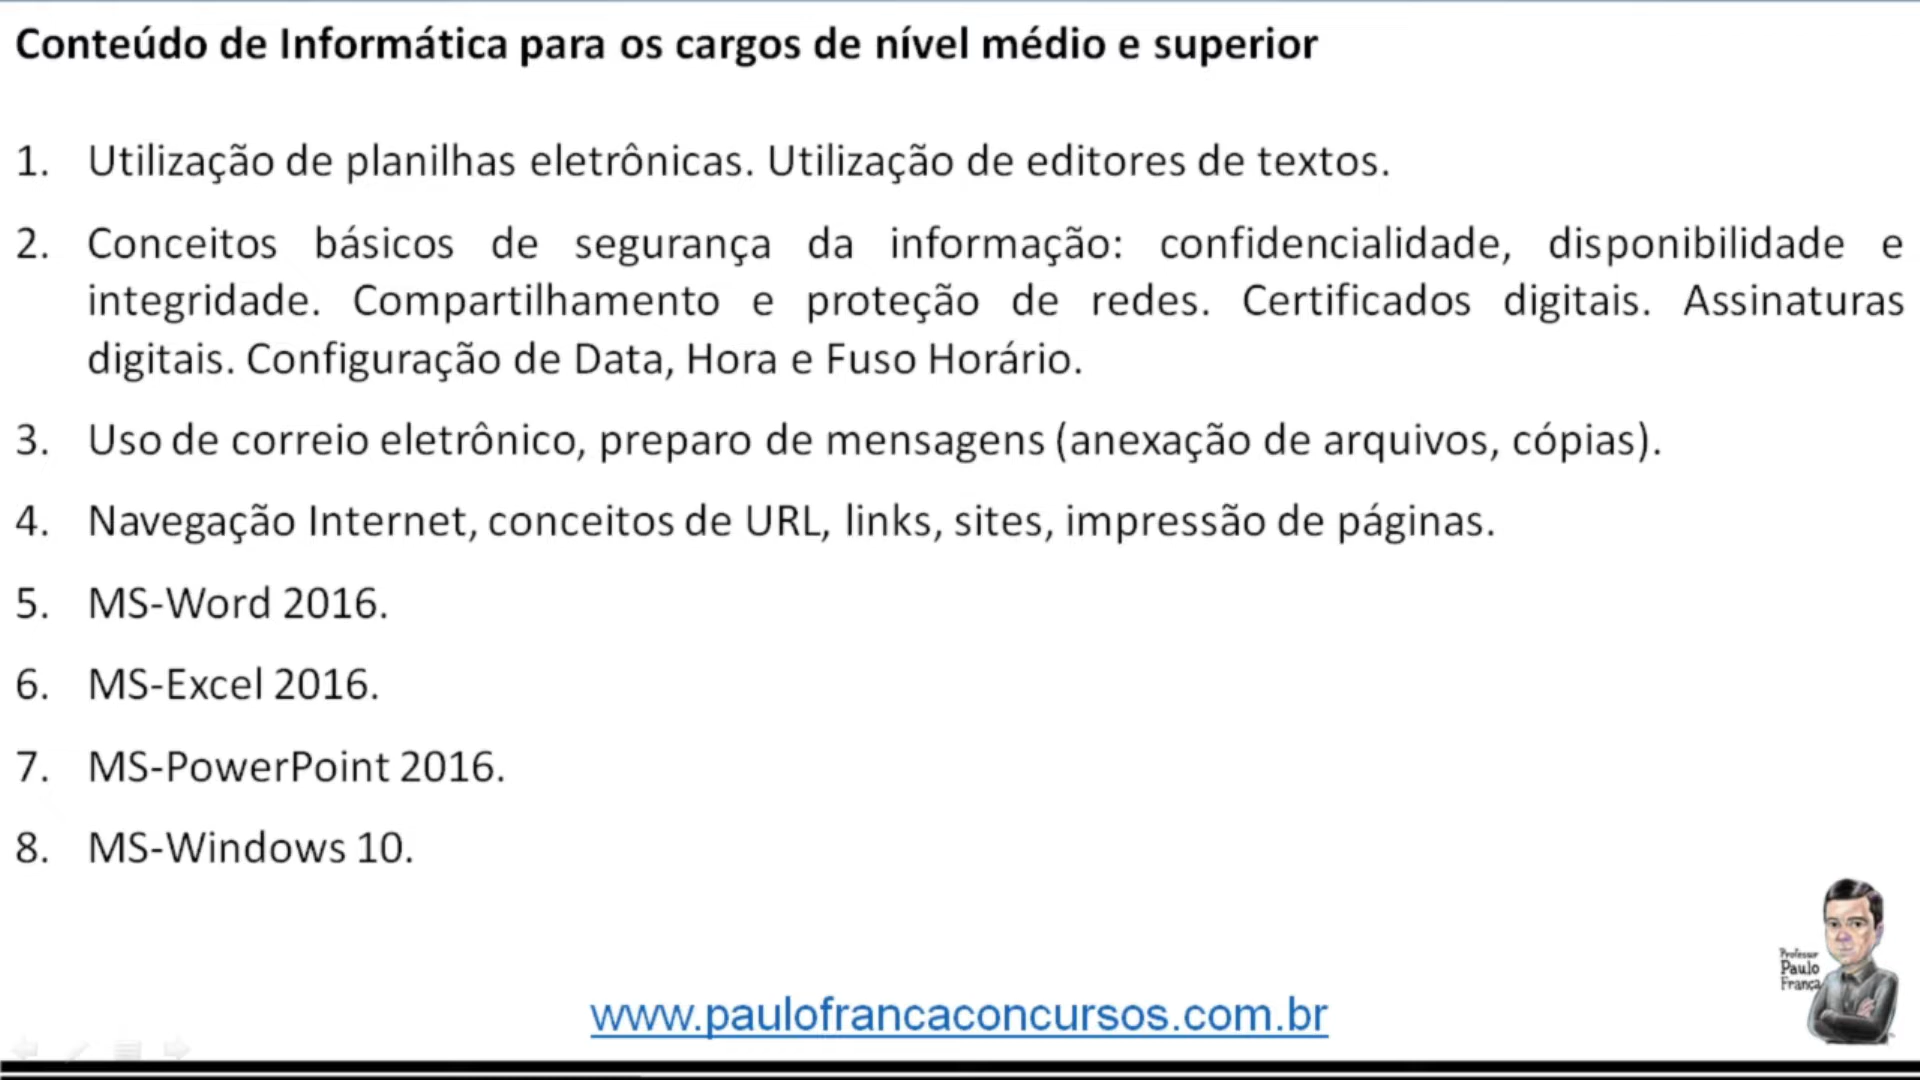 Conteúdo de Informática para os cargos de nível médio e superior
1. Utilização de planilhas eletrônicas. Utilização de editores de textos.
2. Conceitos básicos de segurança da informação: confidencialidade, disponibilidade e
integridade. Compartilhamento e proteção de redes. Certificados digitais. Assinaturas
digitais. Configuração de Data, Hora e Fuso Horário.
3. Uso de correio eletrônico, preparo de mensagens (anexação de arquivos, cópias).
4. Navegação Internet, conceitos de URL, links, sites, impressão de páginas.
5. MS-Word 2016.
6. MS-Excel 2016.
7. MS-PowerPoint 2016.
8. MS-Windows 10.
Professor
Paulo
França
www.paulofrancaconcursos.com.br